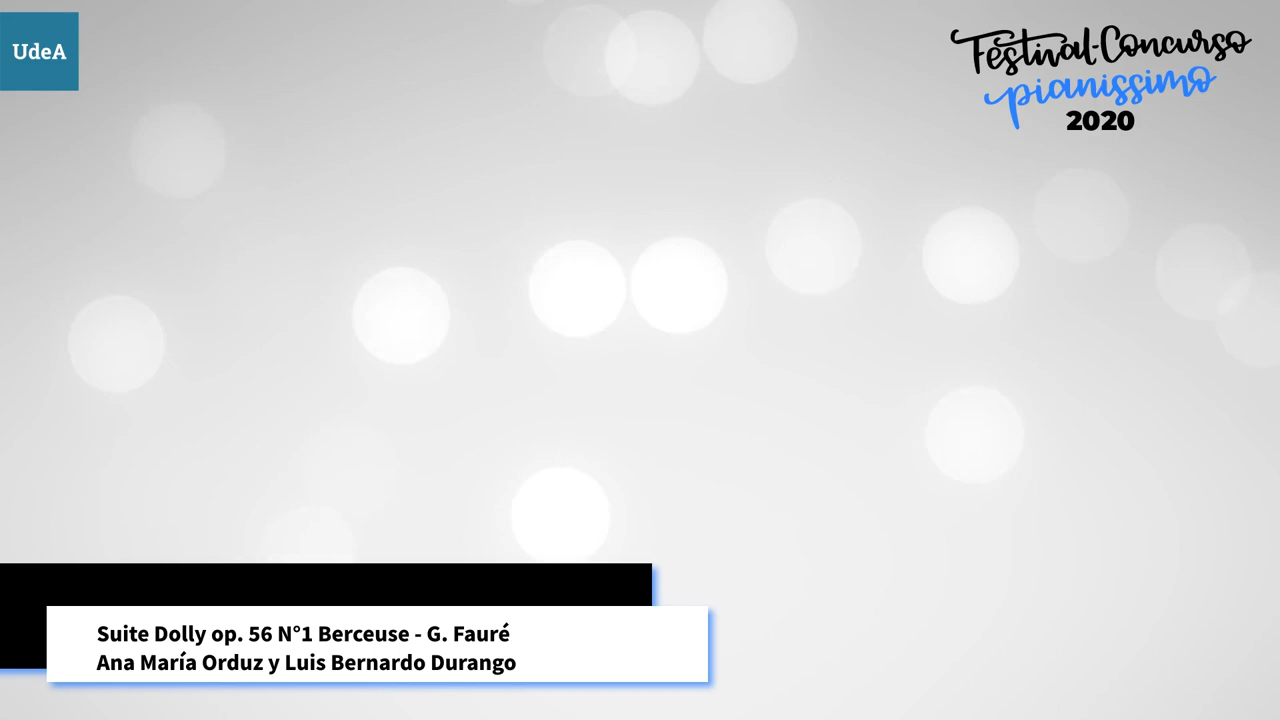 UdeA
Festival-Concurso
pianissimo
2020
Suite Dolly op. 56 N°1 Berceuse - G. Fauré
Ana María Orduz y Luis Bernardo Durango